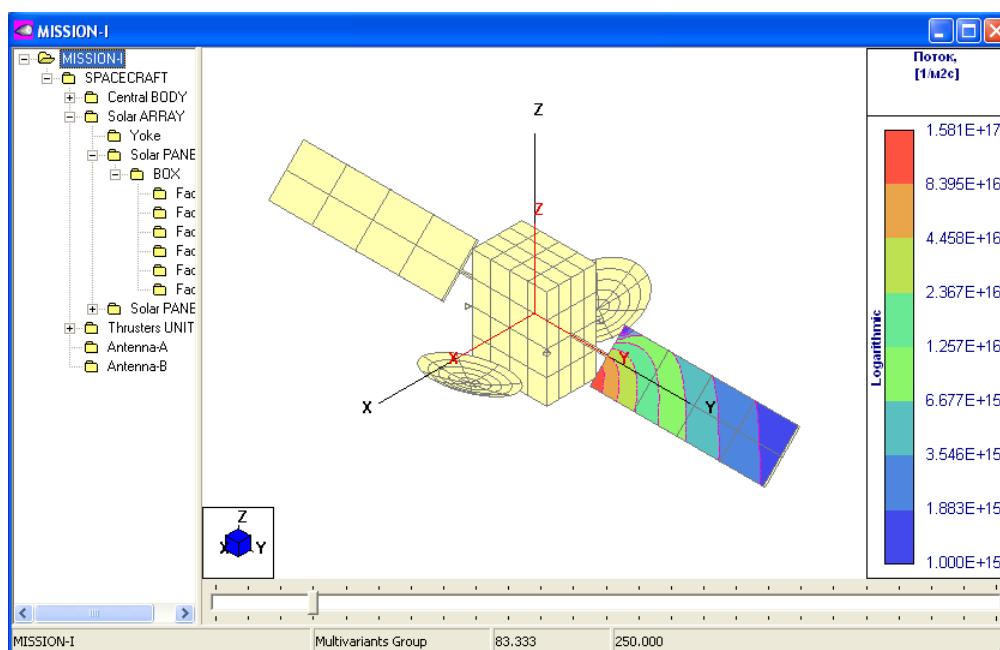 MISSION-I
MISSION-I
SPACECRAFT
Central BODY
Solar ARRAY
Yoke
Solar PANE
BOX
Fac
Fac
Fac
Fac
Fac
Fac
Solar PANE
Thrusters UNIT
Antenna-A
Antenna-B
Z
Z
X
X
Y
Y
Z
X
Y
Поток,
[1/м2с]
Logarithmic
1.581E+17
8.395E+16
4.458E+16
2.367E+16
1.257E+16
6.677E+15
3.546E+15
1.883E+15
1.000E+15
MISSION-I Multivariants Group 83.333 250.000